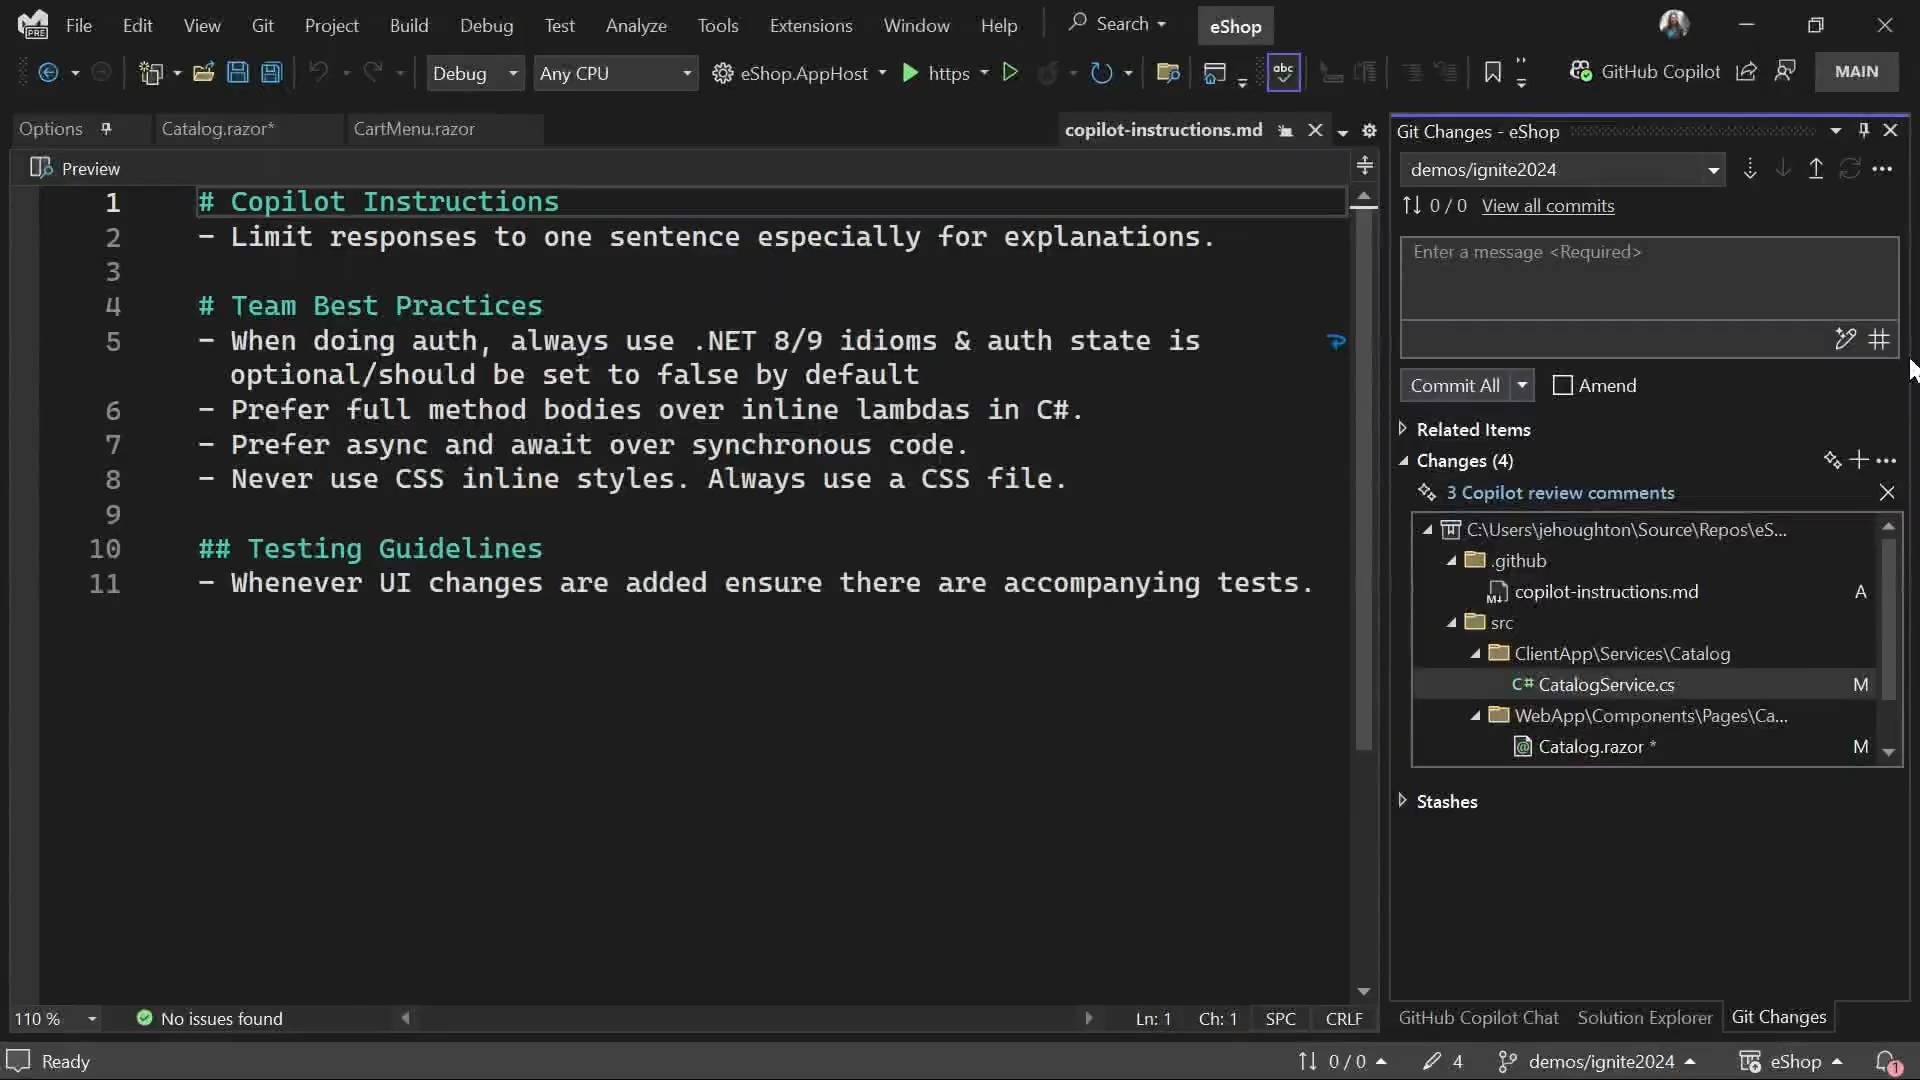 File Edit View Git Project Build Debug Test Analyze Tools Extensions Window Help Search eShop
PRE
Debug Any CPU eShop.AppHost https abc GitHub Copilot MAIN
Options Catalog.razor* CartMenu.razor copilot-instructions.md
Preview
1 # Copilot Instructions
2 - Limit responses to one sentence especially for explanations.
3
4 # Team Best Practices
5 - When doing auth, always use .NET 8/9 idioms & auth state is
optional/should be set to false by default
6 - Prefer full method bodies over inline lambdas in C#.
7 - Prefer async and await over synchronous code.
8 - Never use CSS inline styles. Always use a CSS file.
9
10 ## Testing Guidelines
11 - Whenever UI changes are added ensure there are accompanying tests.
110 % No issues found Ln: 1 Ch: 1 SPC CRLF
Git Changes - eShop
demos/ignite2024
0 / 0 View all commits
Enter a message <Required>
Commit All Amend
Related Items
Changes (4)
3 Copilot review comments
C:\Users\jehoughton\Source\Repos\eS...
.github
copilot-instructions.md A
src
ClientApp\Services\Catalog
C# CatalogService.cs M
WebApp\Components\Pages\Ca...
Catalog.razor * M
Stashes
GitHub Copilot Chat Solution Explorer Git Changes
Ready 0 / 0 4 demos/ignite2024 eShop 1